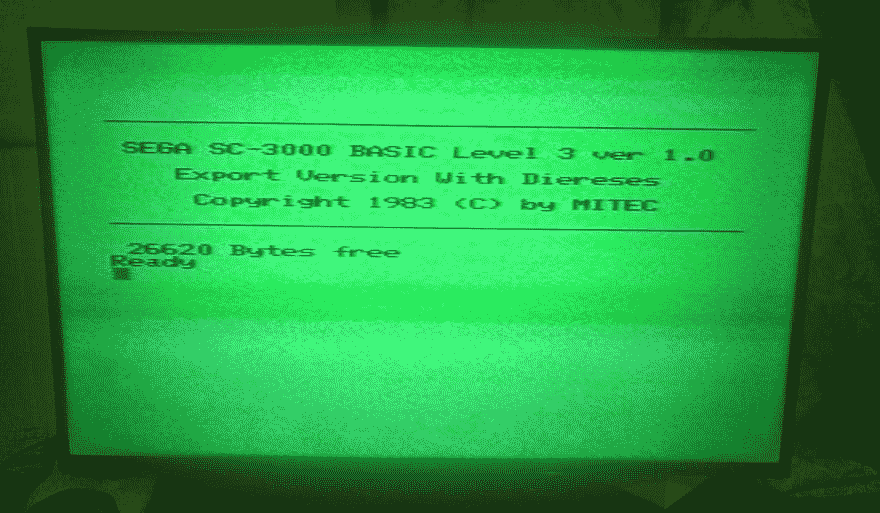 SEGA SC-3000 BASIC Level 3 ver 1.0
Export Version With Diereses
Copyright 1983 (C) by MITEC
26620 Bytes free
Ready